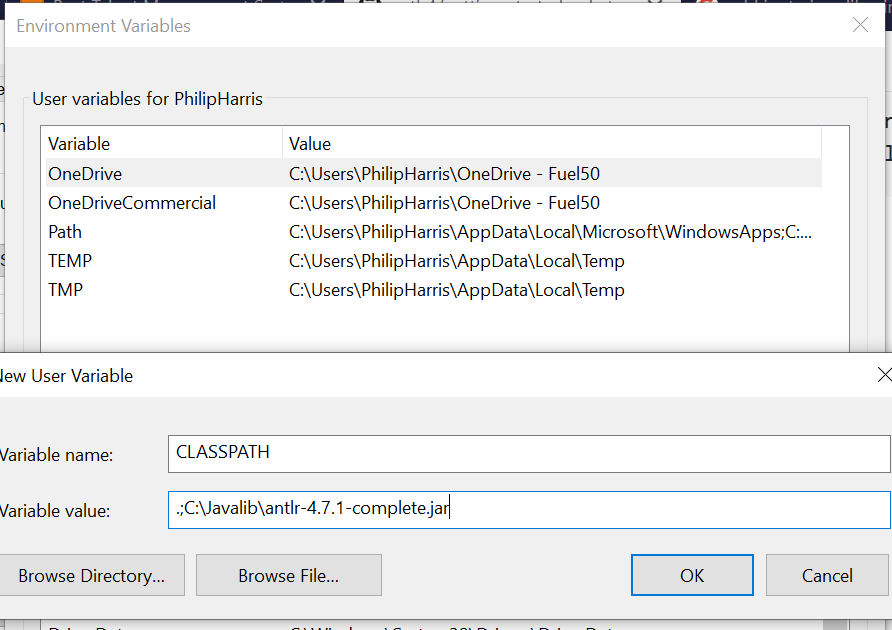 Environment Variables
User variables for PhilipHarris
Variable Value
OneDrive C:\Users\PhilipHarris\OneDrive - Fuel50
OneDriveCommercial C:\Users\PhilipHarris\OneDrive - Fuel50
Path C:\Users\PhilipHarris\AppData\Local\Microsoft\WindowsApps;C:...
TEMP C:\Users\PhilipHarris\AppData\Local\Temp
TMP C:\Users\PhilipHarris\AppData\Local\Temp
New User Variable
Variable name: CLASSPATH
Variable value: .;C:\Javalib\antlr-4.7.1-complete.jar
Browse Directory... Browse File... OK Cancel